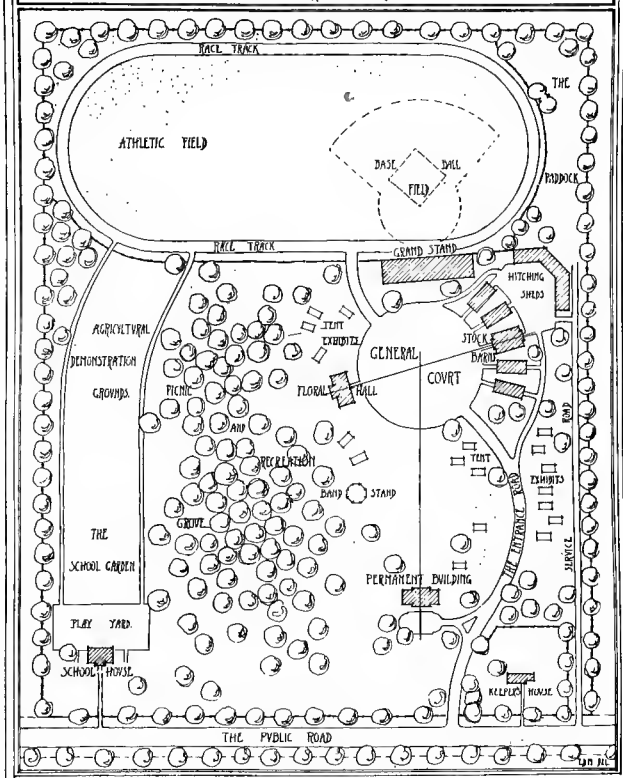 RACE TRACK
THE
ATHLETIC FIELD
BASE BALL
FIELD
PADDOCK
RACE TRACK
GRAND STAND
HITCHING
SHEDS
AGRICULTURAL
DEMONSTRATION
GROUNDS.
TENT
EXHIBITS
STOCK
BARNS
GENERAL
COURT
PICNIC
FLORAL HALL
AND
RECREATION
GROVE
BAND STAND
TENT
EXHIBITS
THE ENTRANCE ROAD
SERVICE ROAD
THE
SCHOOL GARDEN
PERMANENT BUILDING
PLAY YARD.
SCHOOL HOUSE
KEEPERS HOUSE
THE PVBLIC ROAD